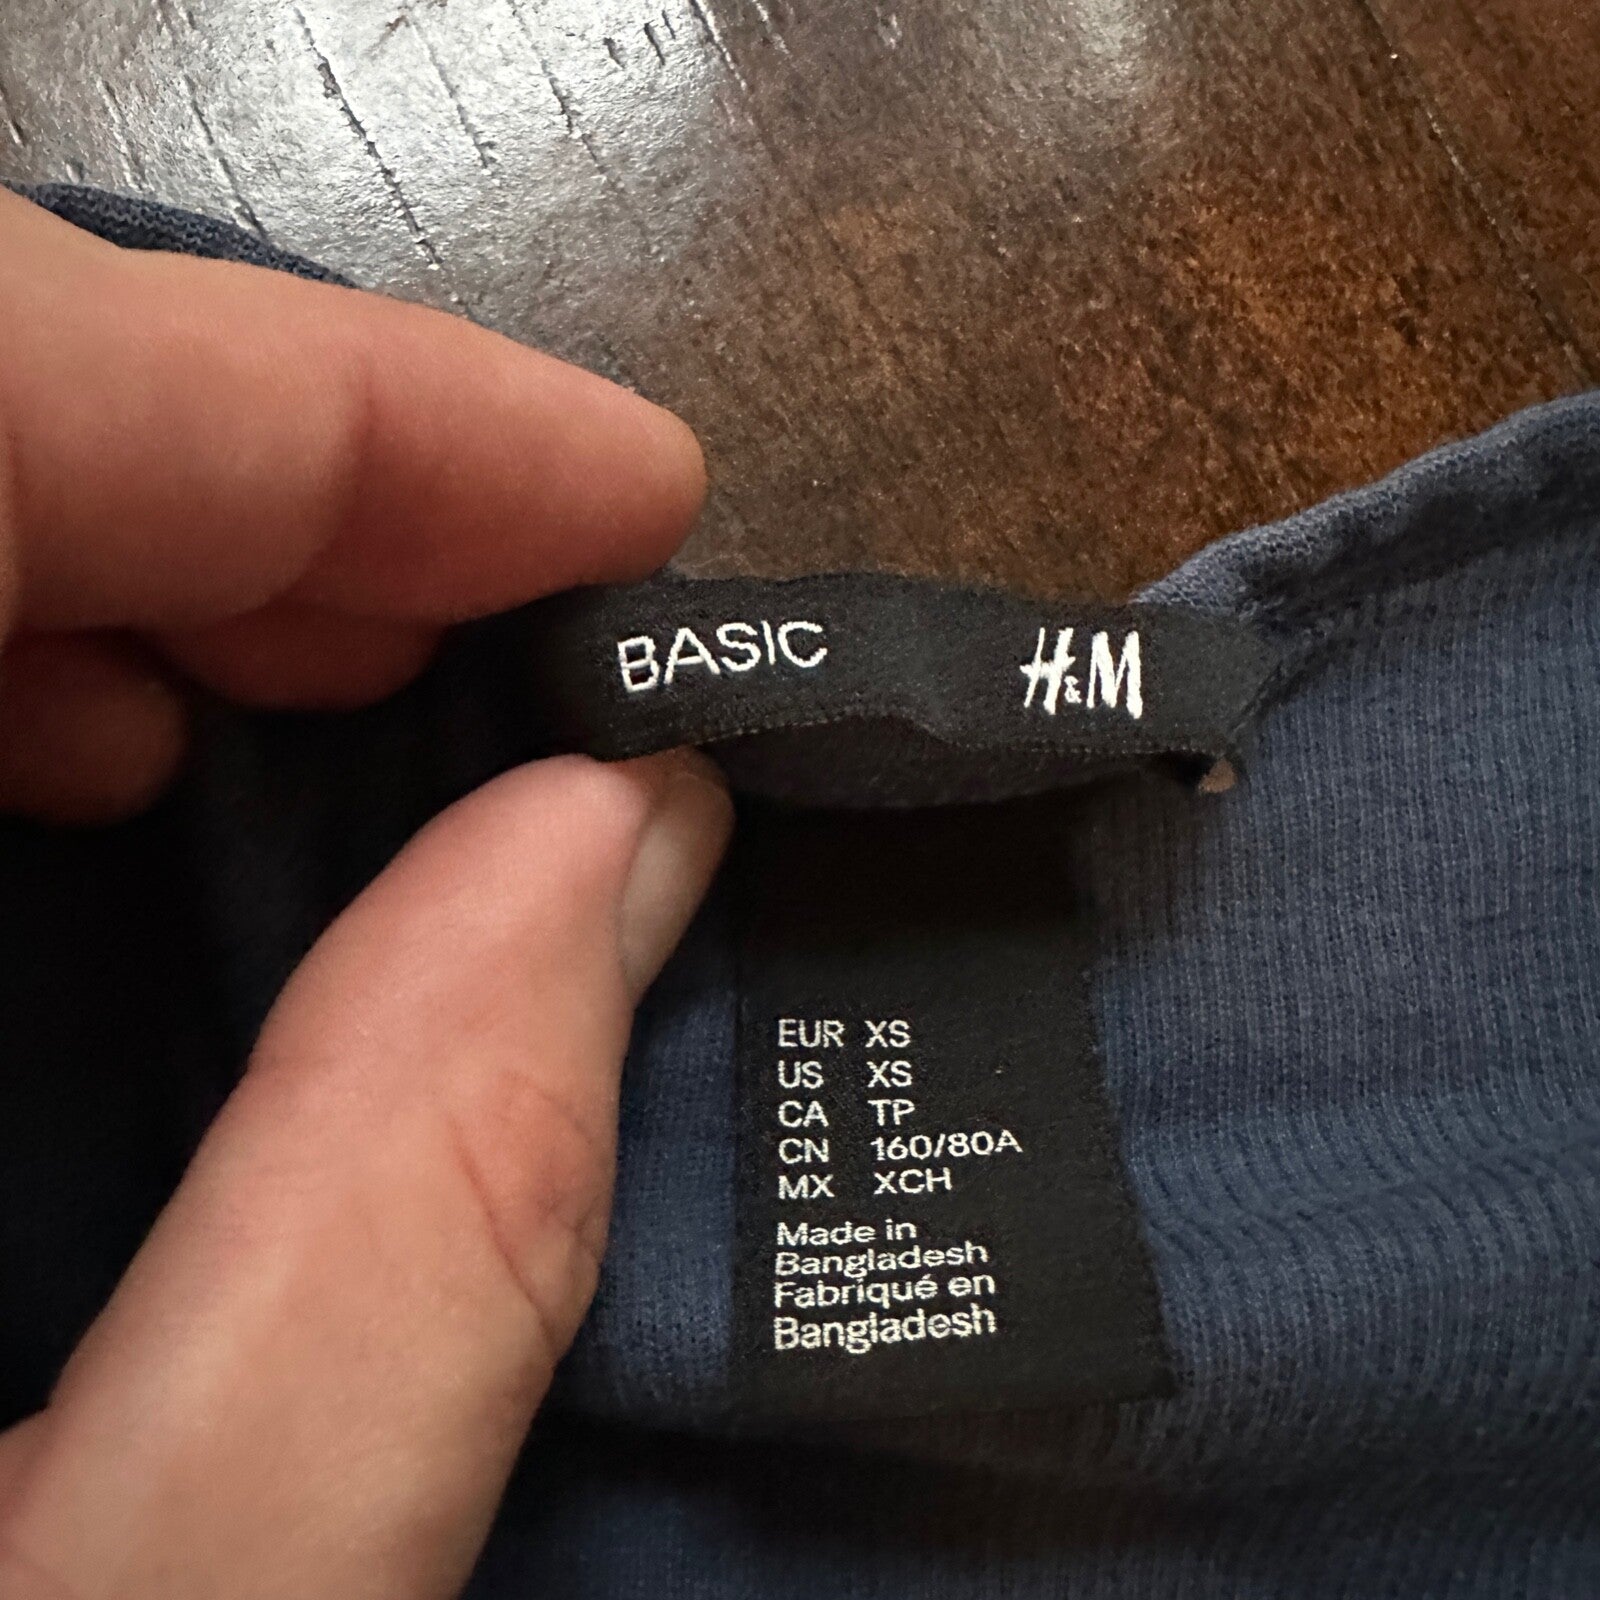 BASIC H&M
EUR XS
US XS
CA TP
CN 160/80A
MX XCH
Made in
Bangladesh
Fabriqué en
Bangladesh